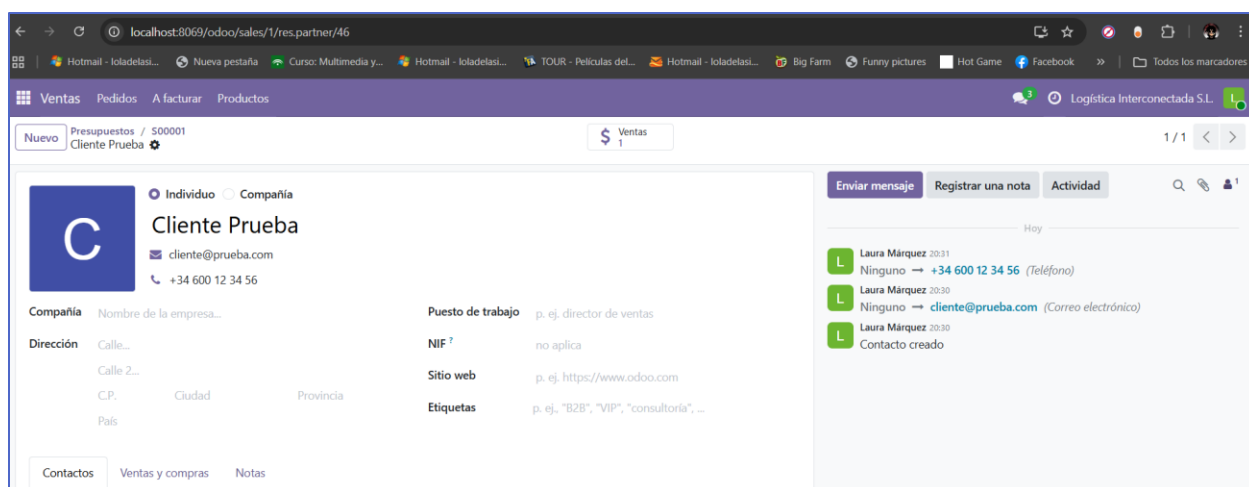 localhost:8069/odoo/sales/1/res.partner/46
Hotmail - loladelasi... Nueva pestaña Curso: Multimedia y... Hotmail - loladelasi... TOUR - Películas del... Hotmail - loladelasi... Big Farm Funny pictures Hot Game Facebook » Todos los marcadores
Ventas Pedidos A facturar Productos 3 Logística Interconectada S.L. L
Nuevo Presupuestos / S00001
Cliente Prueba
$ Ventas
1
1 / 1
C
Individuo Compañía
Cliente Prueba
cliente@prueba.com
+34 600 12 34 56
Compañía Nombre de la empresa... Puesto de trabajo p. ej. director de ventas
Dirección Calle... NIF ? no aplica
Calle 2... Sitio web p. ej. https://www.odoo.com
C.P. Ciudad Provincia Etiquetas p. ej., "B2B", "VIP", "consultoría", ...
País
Contactos Ventas y compras Notas
Enviar mensaje Registrar una nota Actividad 1
Hoy
L Laura Márquez 20:31
Ninguno → +34 600 12 34 56 (Teléfono)
L Laura Márquez 20:30
Ninguno → cliente@prueba.com (Correo electrónico)
L Laura Márquez 20:30
Contacto creado